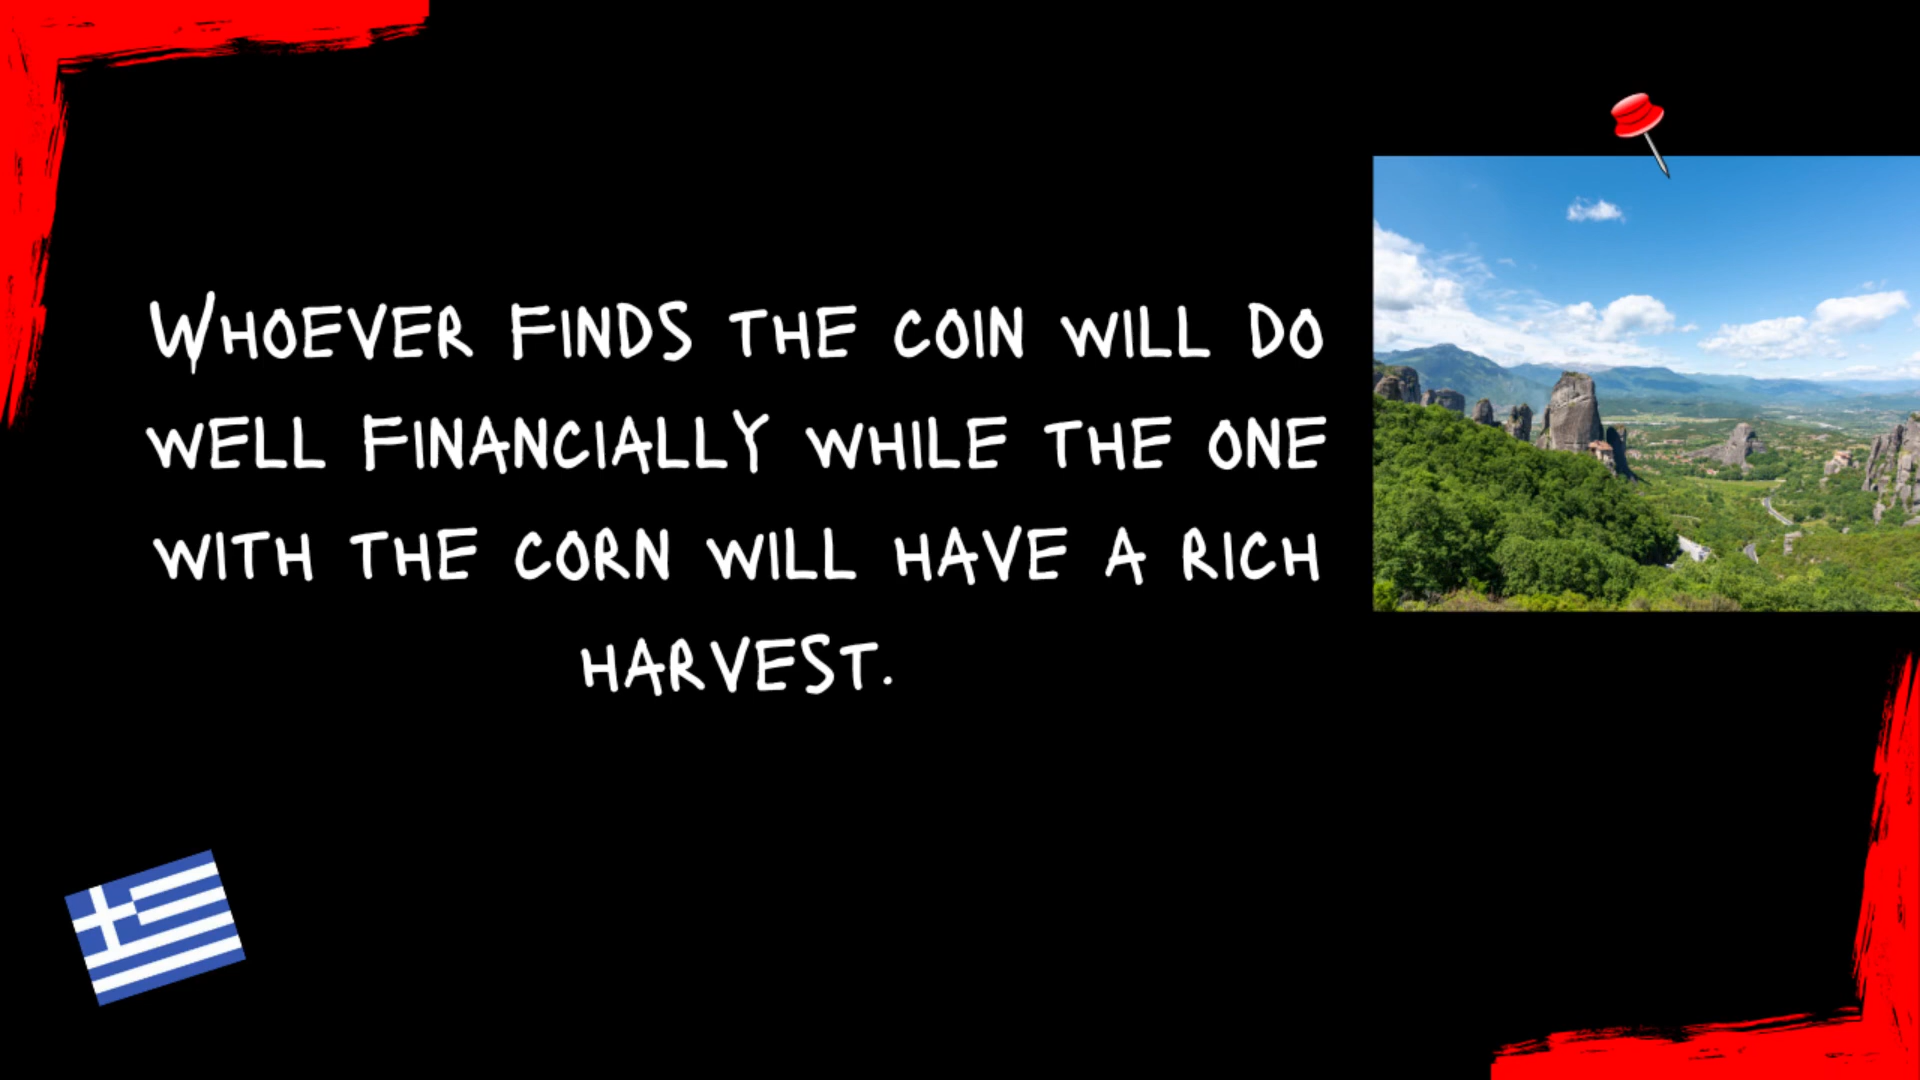 Whoever finds the coin will do
well financially while the one
with the corn will have a rich
harvest.